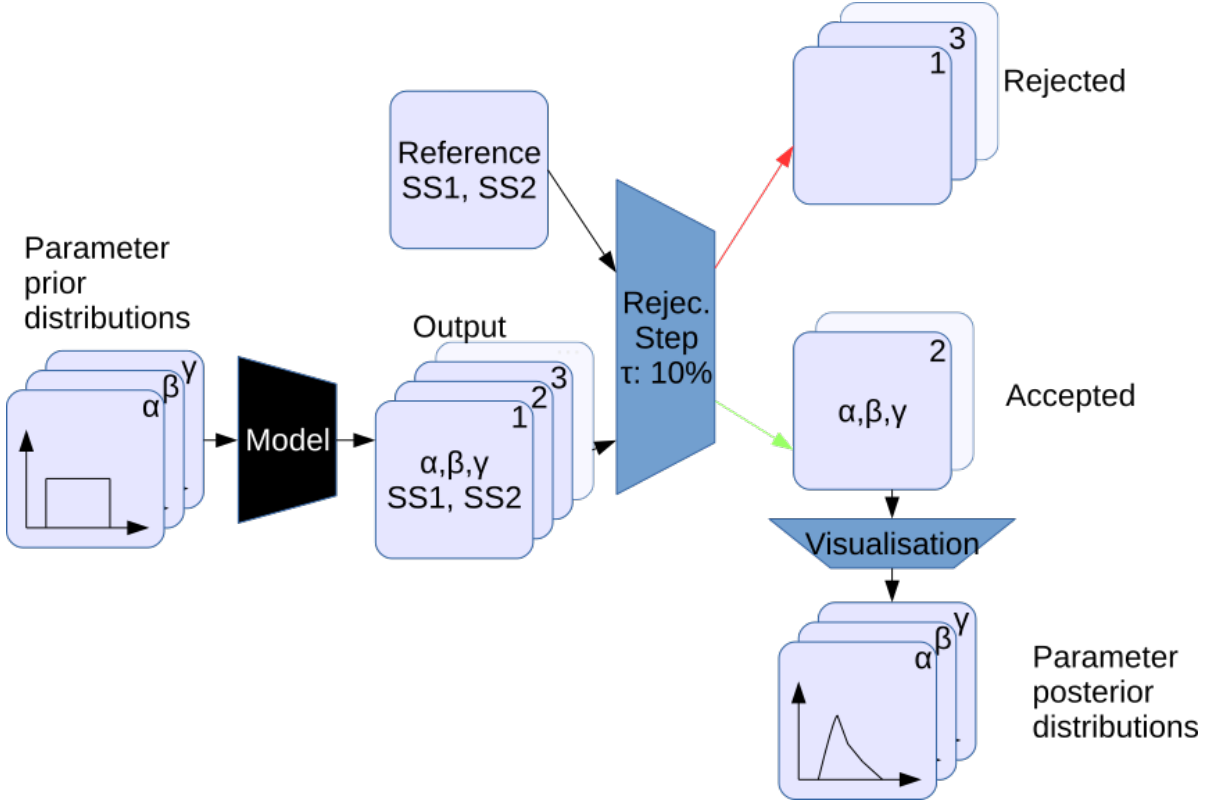 3
1
Rejected
Reference
SS1, SS2
Parameter
prior
distributions
γ
β
α
Model
Output
...
3
2
1
α,β,γ
SS1, SS2
Rejec.
Step
τ: 10%
2
α,β,γ
Accepted
Visualisation
γ
β
α
Parameter
posterior
distributions